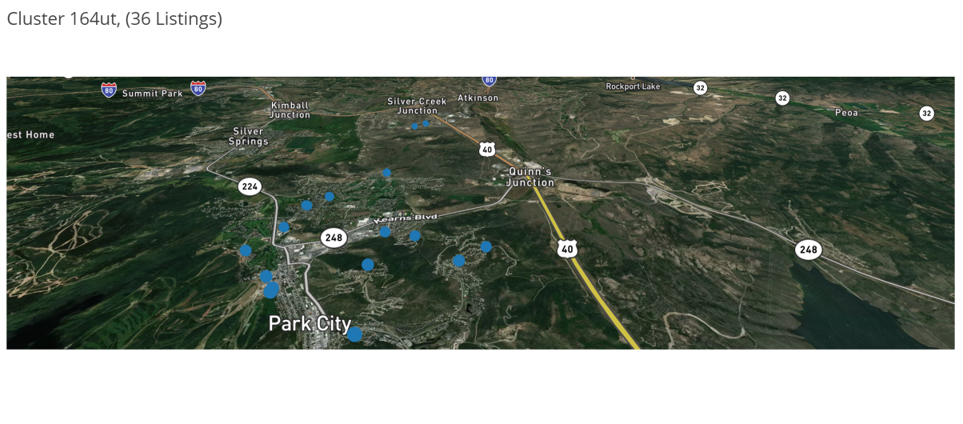 Cluster 164ut, (36 Listings)
80
80
80
Summit Park
Kimball
Junction
Silver Creek
Junction
Atkinson
Rockport Lake
32
32
32
Peoa
est Home
Silver
Springs
40
Quinn's
Junction
224
Kearns Blvd
248
40
248
Park City